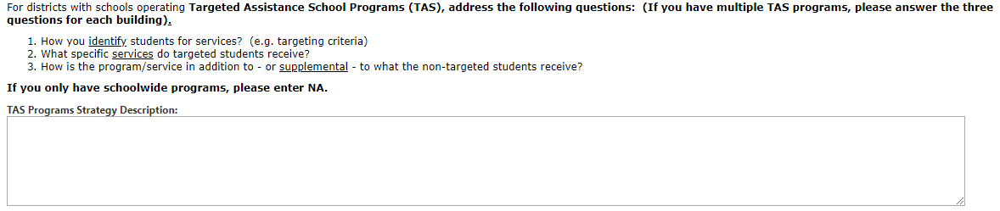 For districts with schools operating Targeted Assistance School Programs (TAS), address the following questions:  (If you have multiple TAS programs, please answer the three
questions for each building).
1. How you identify students for services?  (e.g. targeting criteria)
2. What specific services do targeted students receive?
3. How is the program/service in addition to - or supplemental - to what the non-targeted students receive?
If you only have schoolwide programs, please enter NA.
TAS Programs Strategy Description: